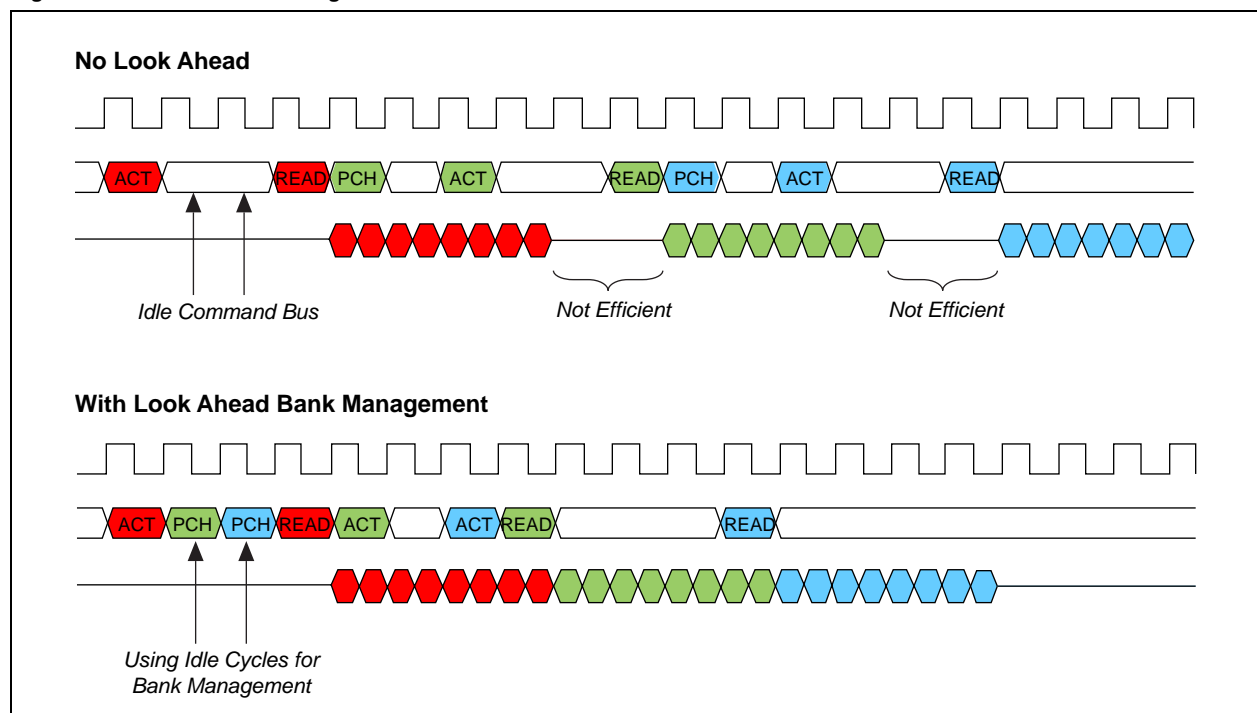 No Look Ahead
ACT READ PCH ACT READ PCH ACT READ
Idle Command Bus Not Efficient Not Efficient
With Look Ahead Bank Management
ACT PCH PCH READ ACT ACT READ READ
Using Idle Cycles for
Bank Management